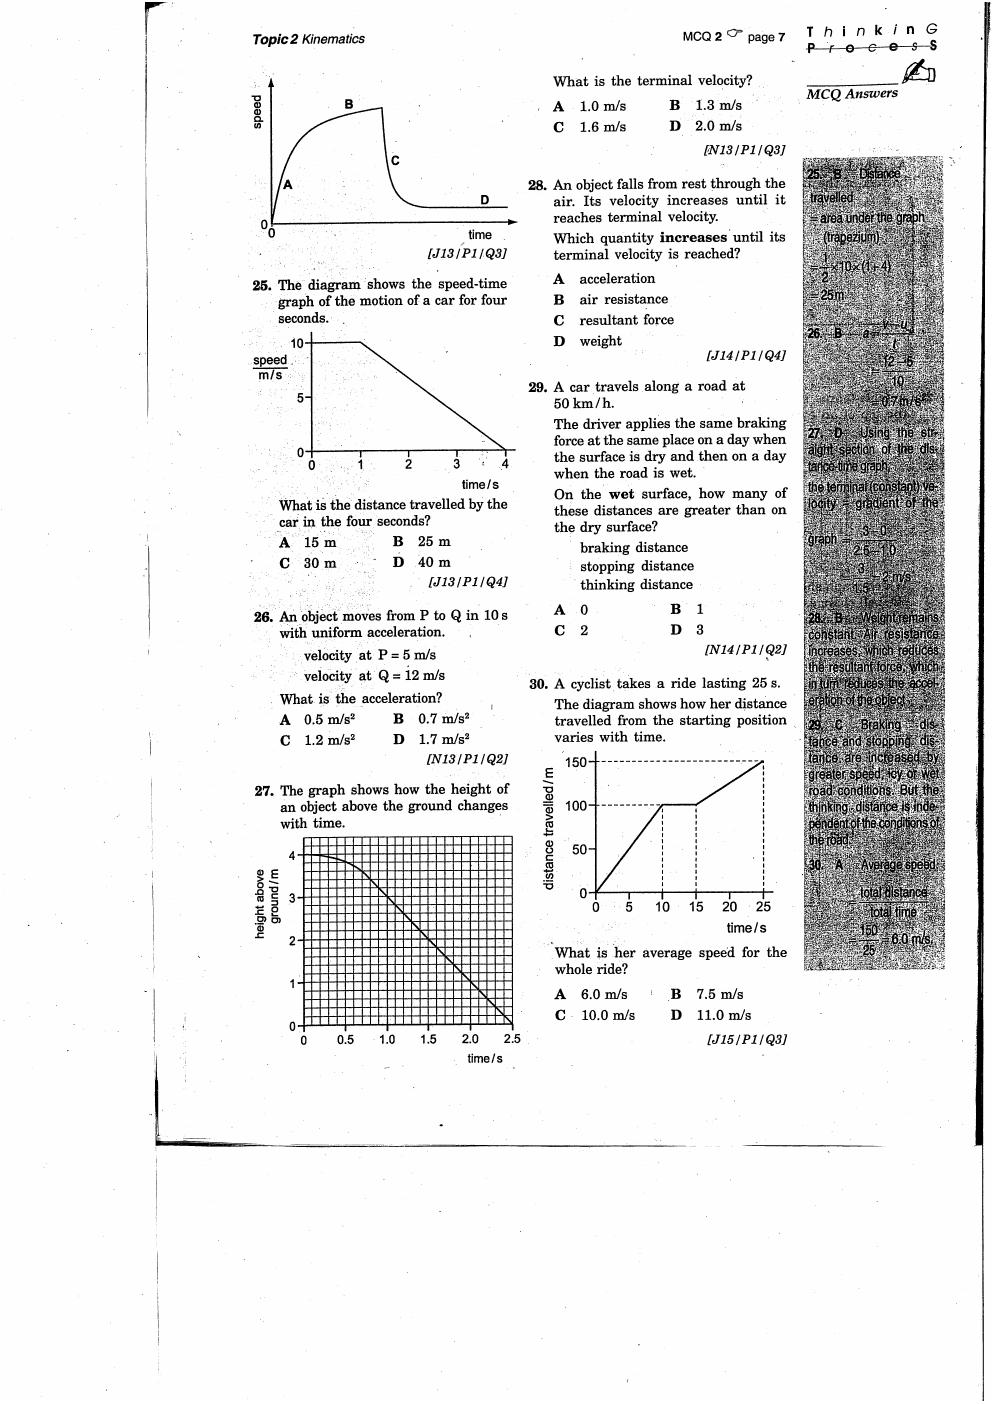 Topic 2 Kinematics
MCQ 2 ☞ page 7
ThinkinG
ProcessS
MCQ Answers
speed
B
A
C
D
0
0
time
[J13/P1/Q3]
25. The diagram shows the speed-time
graph of the motion of a car for four
seconds.
10
speed
m/s
5
0
0 1 2 3 4
time/s
What is the distance travelled by the
car in the four seconds?
A 15 m B 25 m
C 30 m D 40 m
[J13/P1/Q4]
26. An object moves from P to Q in 10 s
with uniform acceleration.
velocity at P = 5 m/s
velocity at Q = 12 m/s
What is the acceleration?
A 0.5 m/s² B 0.7 m/s²
C 1.2 m/s² D 1.7 m/s²
[N13/P1/Q2]
27. The graph shows how the height of
an object above the ground changes
with time.
height above
ground/m
4
3
2
1
0
0 0.5 1.0 1.5 2.0 2.5
time/s
What is the terminal velocity?
A 1.0 m/s B 1.3 m/s
C 1.6 m/s D 2.0 m/s
[N13/P1/Q3]
28. An object falls from rest through the
air. Its velocity increases until it
reaches terminal velocity.
Which quantity increases until its
terminal velocity is reached?
A acceleration
B air resistance
C resultant force
D weight
[J14/P1/Q4]
29. A car travels along a road at
50 km/h.
The driver applies the same braking
force at the same place on a day when
the surface is dry and then on a day
when the road is wet.
On the wet surface, how many of
these distances are greater than on
the dry surface?
braking distance
stopping distance
thinking distance
A 0 B 1
C 2 D 3
[N14/P1/Q2]
30. A cyclist takes a ride lasting 25 s.
The diagram shows how her distance
travelled from the starting position
varies with time.
distance travelled/m
150
100
50
0
0 5 10 15 20 25
time/s
What is her average speed for the
whole ride?
A 6.0 m/s B 7.5 m/s
C 10.0 m/s D 11.0 m/s
[J15/P1/Q3]
25. B Distance
travelled
= area under the graph
(trapezium)
= 1/2 × 10 × (1+4)
= 25m
26. B a = v−u
t
= 12−5
10
= 0.7m/s²
27. D Using the str-
aight section of the dis-
tance-time graph,
the terminal (constant) ve-
locity = gradient of the
graph = 3−0
2.5−1.0
= 3
1.5 = 2 m/s
28. B Weight remains
constant. Air resistance
increases, which reduces
the resultant force, which
in turn reduces the accel-
eration of the object.
29. C Braking dis-
tance and stopping dis-
tance are increased by
greater speed, icy or wet
road conditions. But the
thinking distance is inde-
pendent of the conditions of
the road.
30. A Average speed
= total distance
total time
= 150
25 = 6.0 m/s.